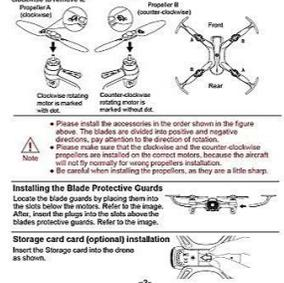 Propeller A
(clockwise)
Propeller B
(counter-clockwise)
Front
Rear
Clockwise rotating
motor is marked
with dot.
Counter-clockwise
rotating motor is
marked with dot.
Note
• Please install the accessories in the order shown in the figure
above. The blades are divided into positive and negative
directions, pay attention to the direction of rotation.
• Please make sure that the clockwise and the counter-clockwise
propellers are installed on the correct motors, because the aircraft
will not fly normally for wrong propellers installation.
• Be careful when installing the propellers, as they are a little sharp.
Installing the Blade Protective Guards
Locate the blade guards by placing them into
the slots below the motors. Refer to the image.
After, insert the plugs into the slots above the
blades protective guards. Refer to the image.
Storage card card (optional) installation
Insert the Storage card into the drone
as shown.